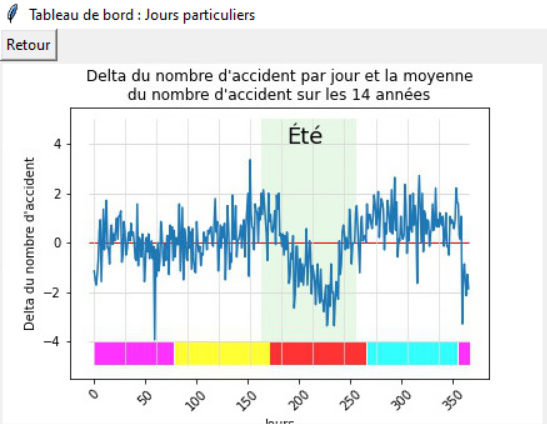 Tableau de bord : Jours particuliers
Retour
Delta du nombre d'accident par jour et la moyenne
du nombre d'accident sur les 14 années
Été
Delta du nombre d'accident
4
2
0
−2
−4
0
50
100
150
200
250
300
350
Jours